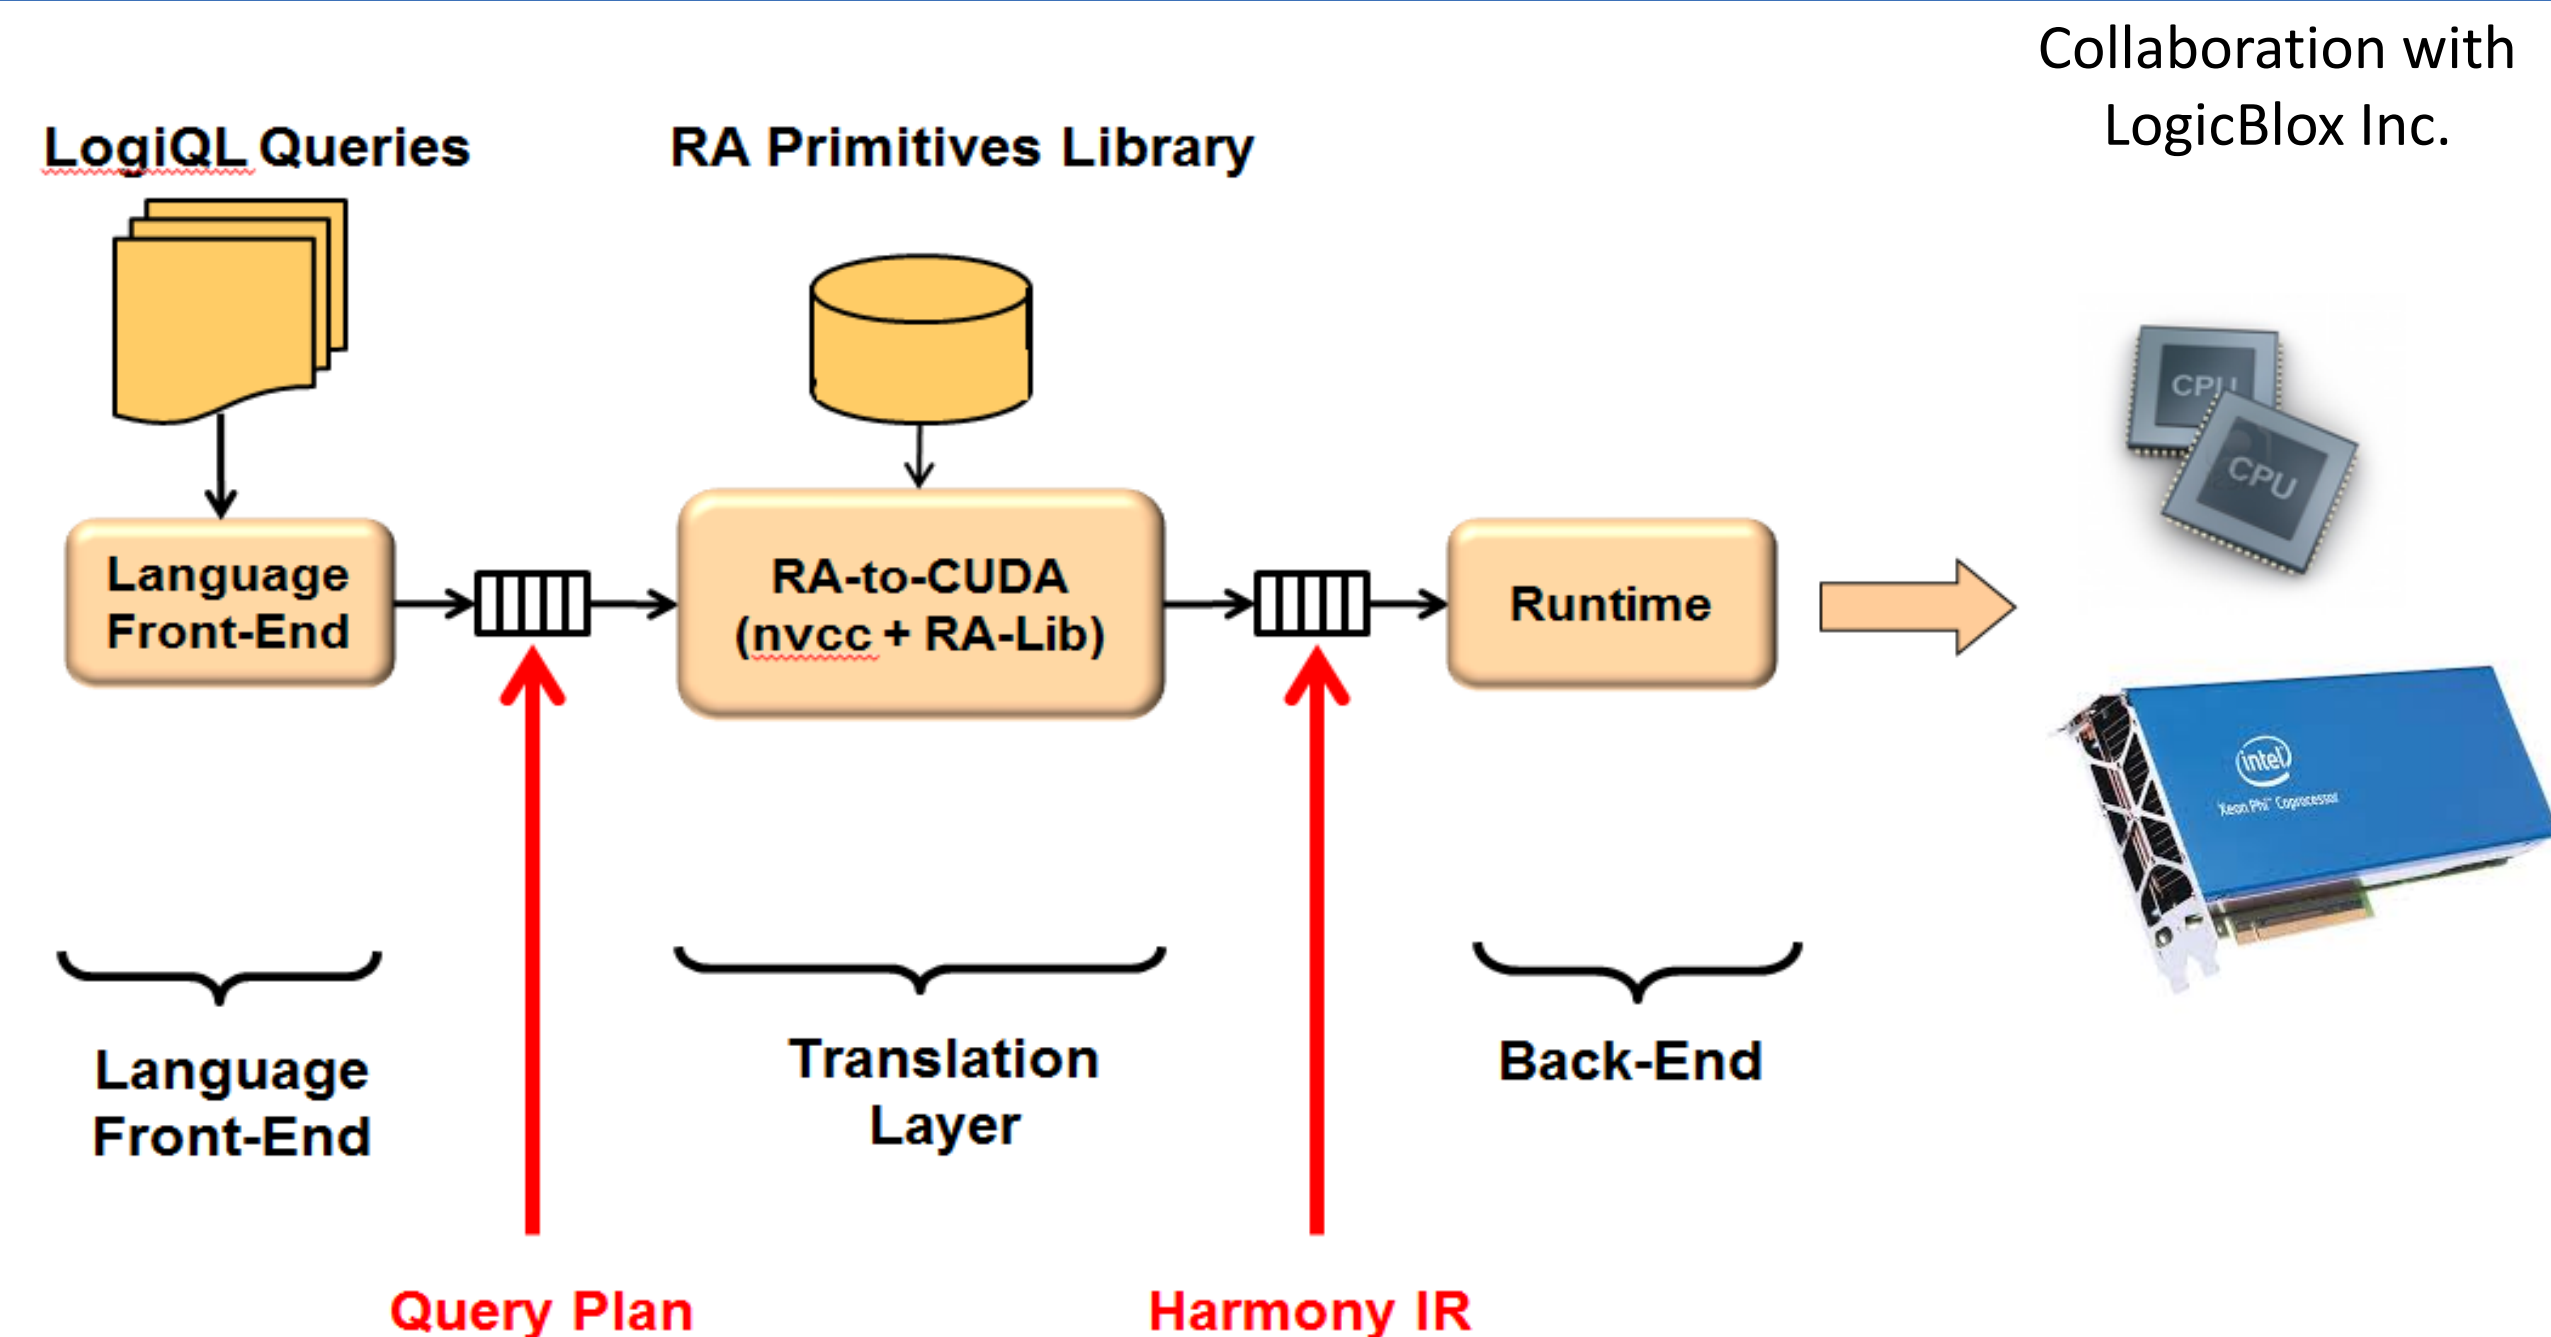 Collaboration with
LogicBlox Inc.
LogiQL Queries
RA Primitives Library
CPU
CPU
Language
Front-End
RA-to-CUDA
(nvcc + RA-Lib)
Runtime
intel
Xeon Phi™ Coprocessor
Language
Front-End
Translation
Layer
Back-End
Query Plan
Harmony IR